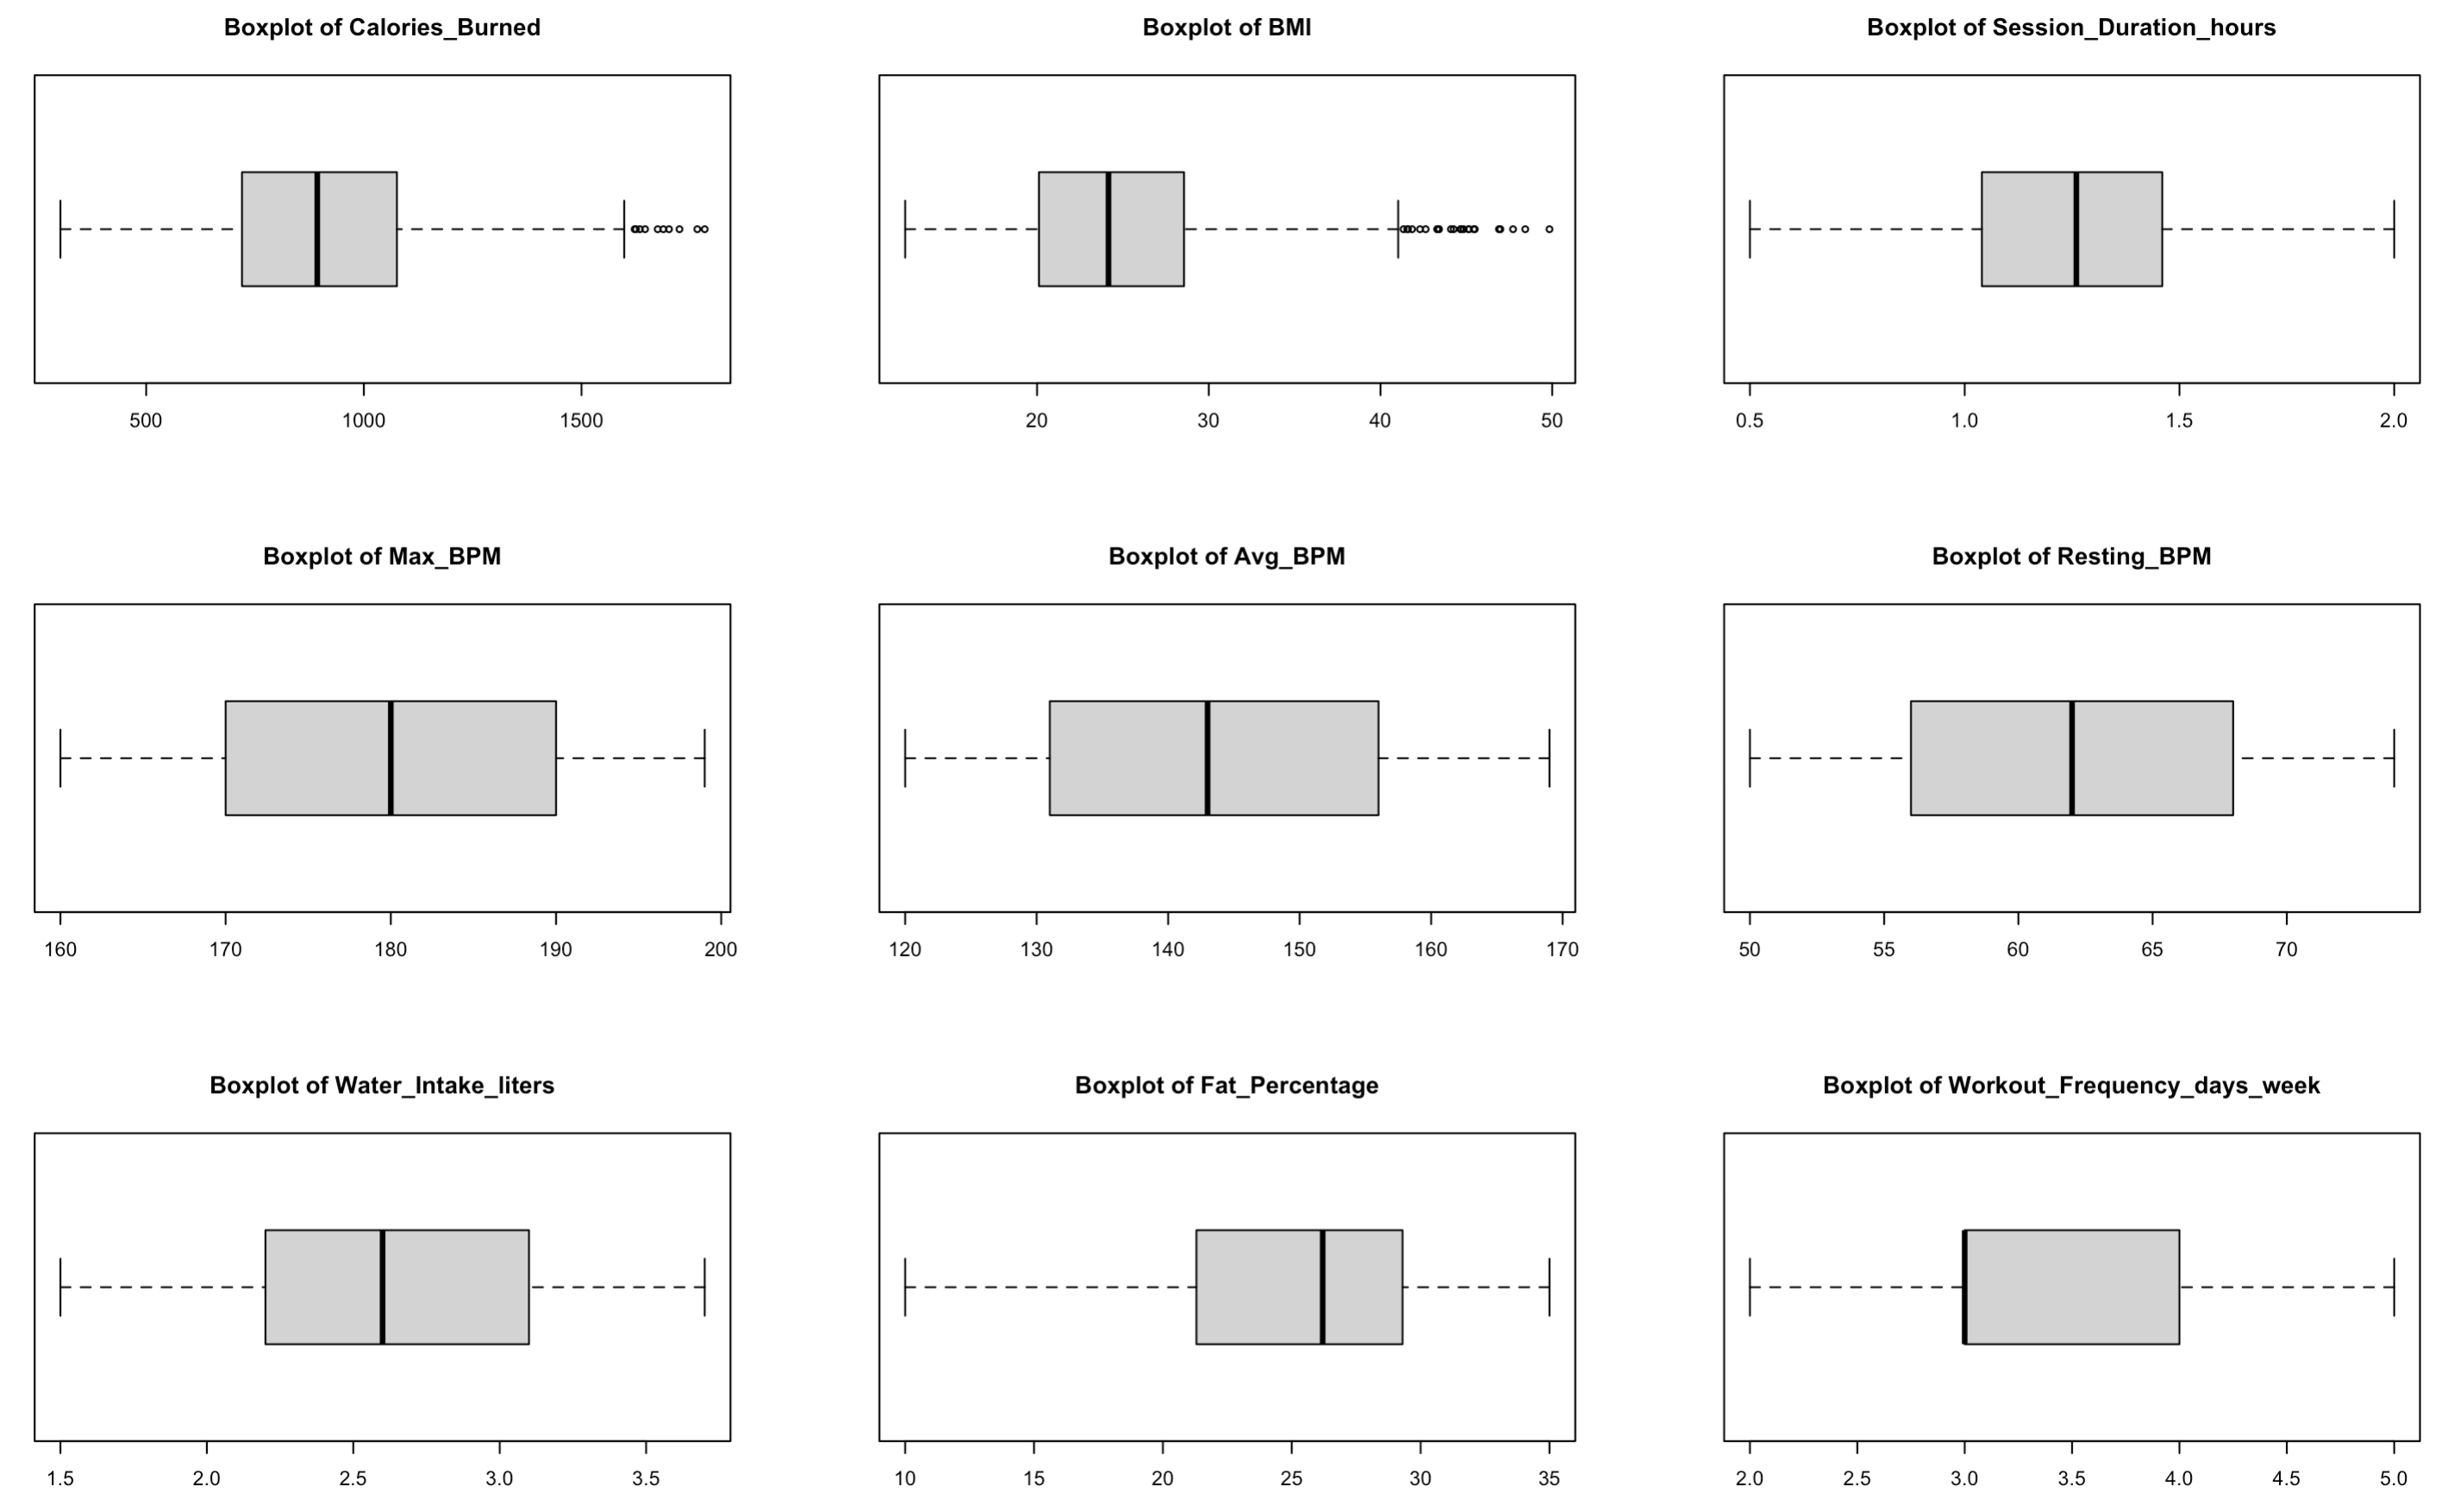 Boxplot of Calories_Burned
500 1000 1500
Boxplot of BMI
20 30 40 50
Boxplot of Session_Duration_hours
0.5 1.0 1.5 2.0
Boxplot of Max_BPM
160 170 180 190 200
Boxplot of Avg_BPM
120 130 140 150 160 170
Boxplot of Resting_BPM
50 55 60 65 70
Boxplot of Water_Intake_liters
1.5 2.0 2.5 3.0 3.5
Boxplot of Fat_Percentage
10 15 20 25 30 35
Boxplot of Workout_Frequency_days_week
2.0 2.5 3.0 3.5 4.0 4.5 5.0